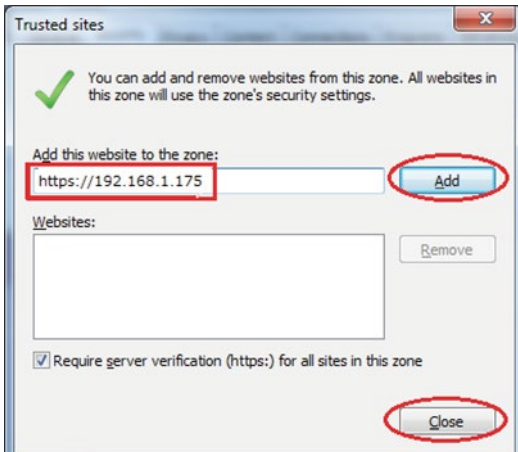 Trusted sites
You can add and remove websites from this zone. All websites in
this zone will use the zone's security settings.
Add this website to the zone:
https://192.168.1.175
Add
Websites:
Remove
Require server verification (https:) for all sites in this zone
Close